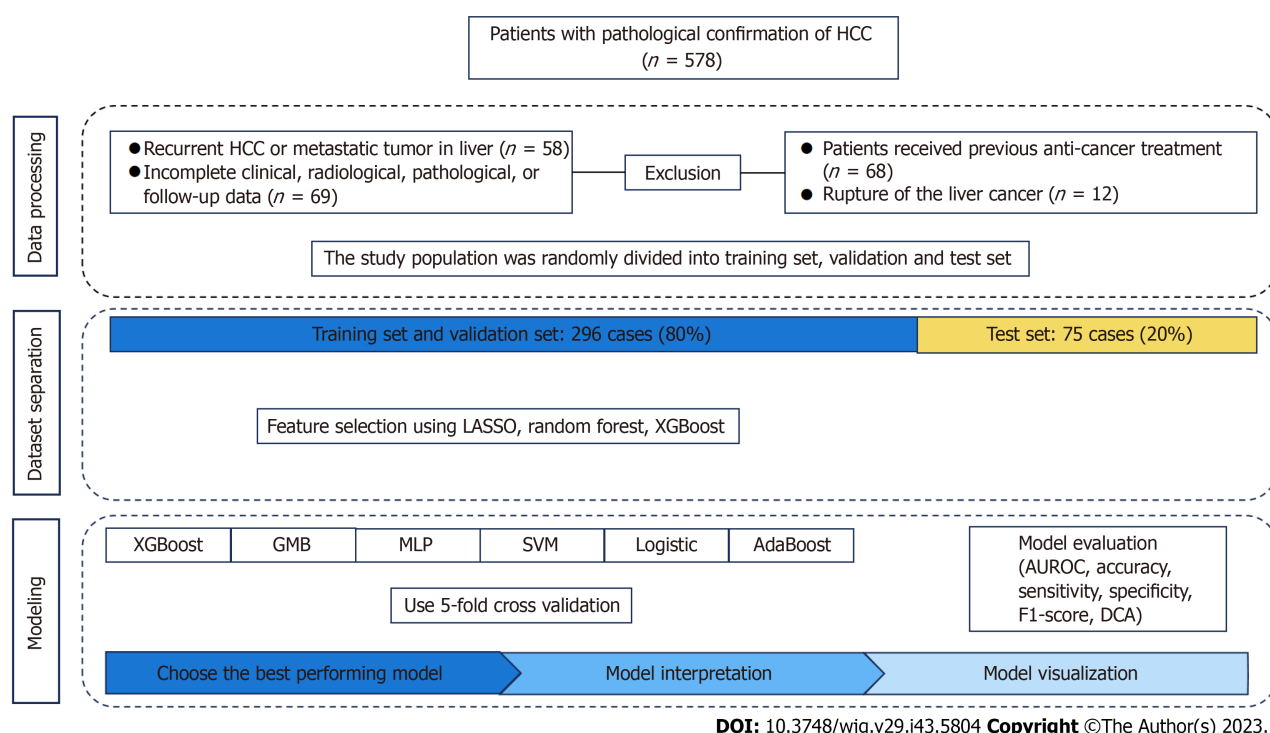 Patients with pathological confirmation of HCC
(n = 578)
Data processing
●Recurrent HCC or metastatic tumor in liver (n = 58)
●Incomplete clinical, radiological, pathological, or
follow-up data (n = 69)
Exclusion
● Patients received previous anti-cancer treatment
(n = 68)
● Rupture of the liver cancer (n = 12)
The study population was randomly divided into training set, validation and test set
Dataset separation
Training set and validation set: 296 cases (80%)
Test set: 75 cases (20%)
Feature selection using LASSO, random forest, XGBoost
Modeling
XGBoost
GMB
MLP
SVM
Logistic
AdaBoost
Use 5-fold cross validation
Model evaluation
(AUROC, accuracy,
sensitivity, specificity,
F1-score, DCA)
Choose the best performing model
Model interpretation
Model visualization
DOI: 10.3748/wjg.v29.i43.5804 Copyright ©The Author(s) 2023.